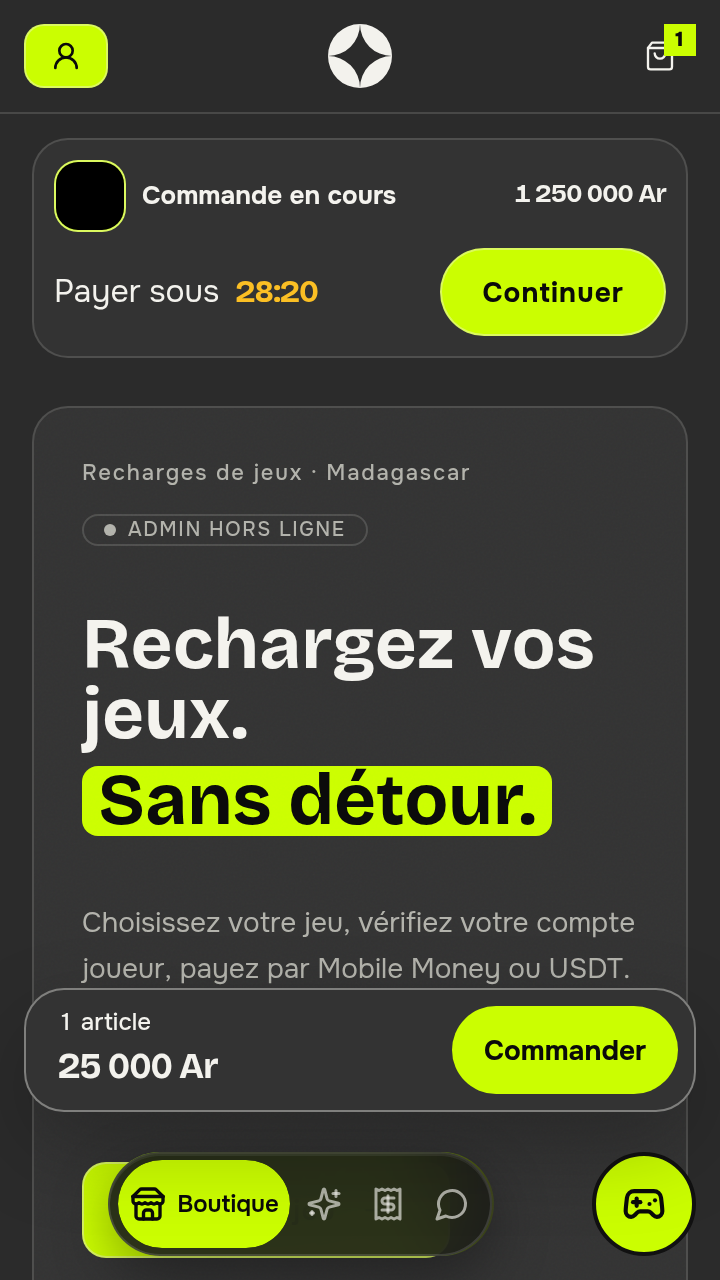 1
Commande en cours
1 250 000 Ar
Payer sous 28:20
Continuer
Recharges de jeux · Madagascar
ADMIN HORS LIGNE
Rechargez vos
jeux.
Sans détour.
Choisissez votre jeu, vérifiez votre compte
joueur, payez par Mobile Money ou USDT.
1 article
25 000 Ar
Commander
Boutique